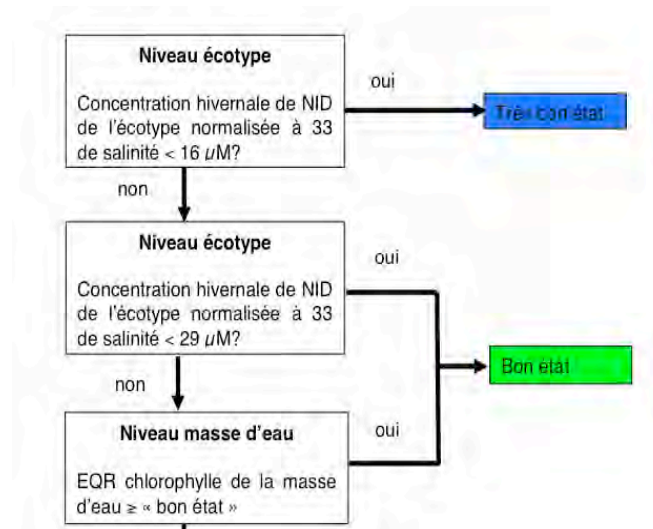 Niveau écotype
Concentration hivernale de NID
de l'écotype normalisée à 33
de salinité < 16 µM?
oui
Très bon état
non
Niveau écotype
Concentration hivernale de NID
de l'écotype normalisée à 33
de salinité < 29 µM?
oui
Bon état
non
Niveau masse d'eau
EQR chlorophylle de la masse
d'eau ≥ « bon état »
oui